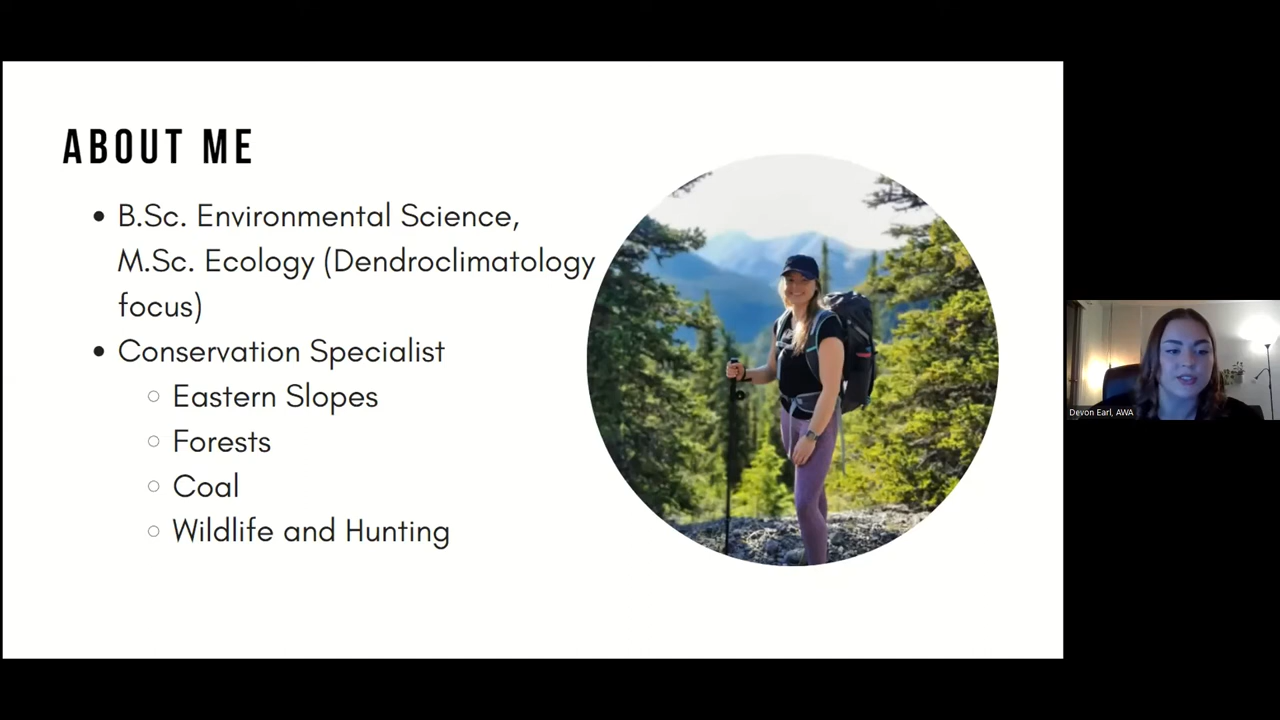 ABOUT ME
• B.Sc. Environmental Science,
M.Sc. Ecology (Dendroclimatology
focus)
• Conservation Specialist
○ Eastern Slopes
○ Forests
○ Coal
○ Wildlife and Hunting
Devon Earl, AWA